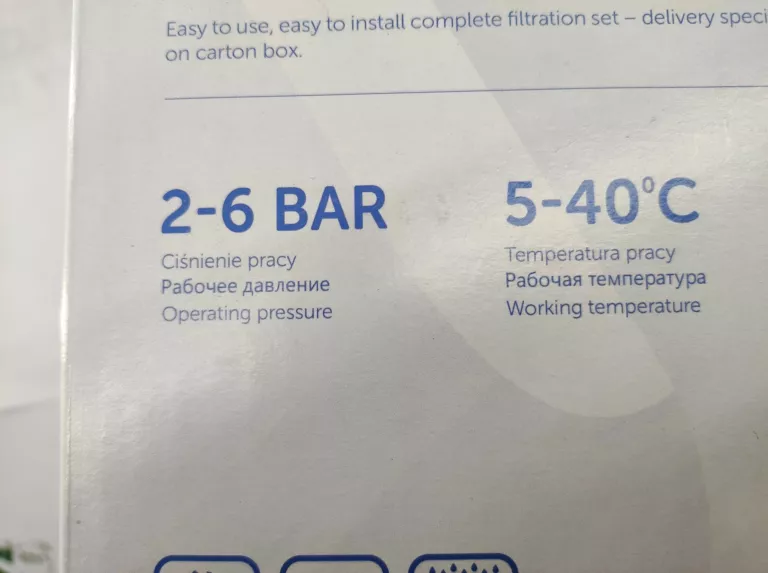 Easy to use, easy to install complete filtration set – delivery speci
on carton box.
2-6 BAR
Ciśnienie pracy
Рабочее давление
Operating pressure
5-40°C
Temperatura pracy
Рабочая температура
Working temperature